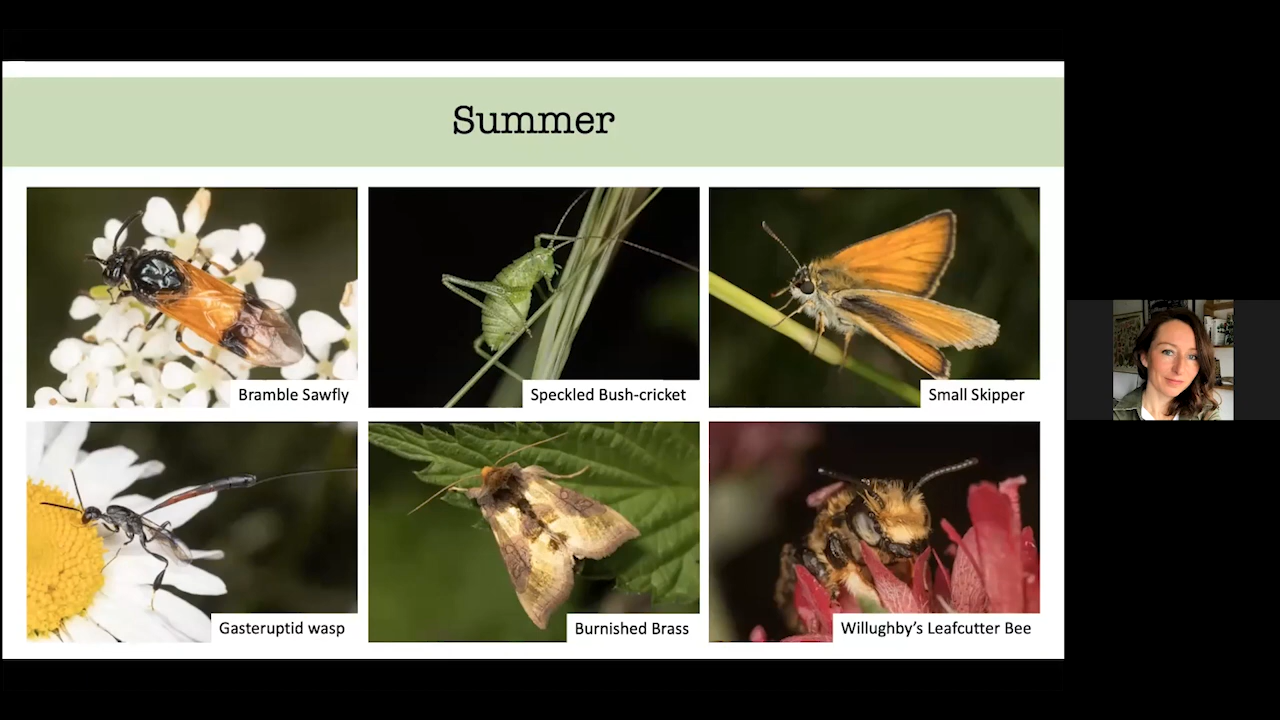 Summer
Bramble Sawfly
Speckled Bush-cricket
Small Skipper
Gasteruptid wasp
Burnished Brass
Willughby’s Leafcutter Bee